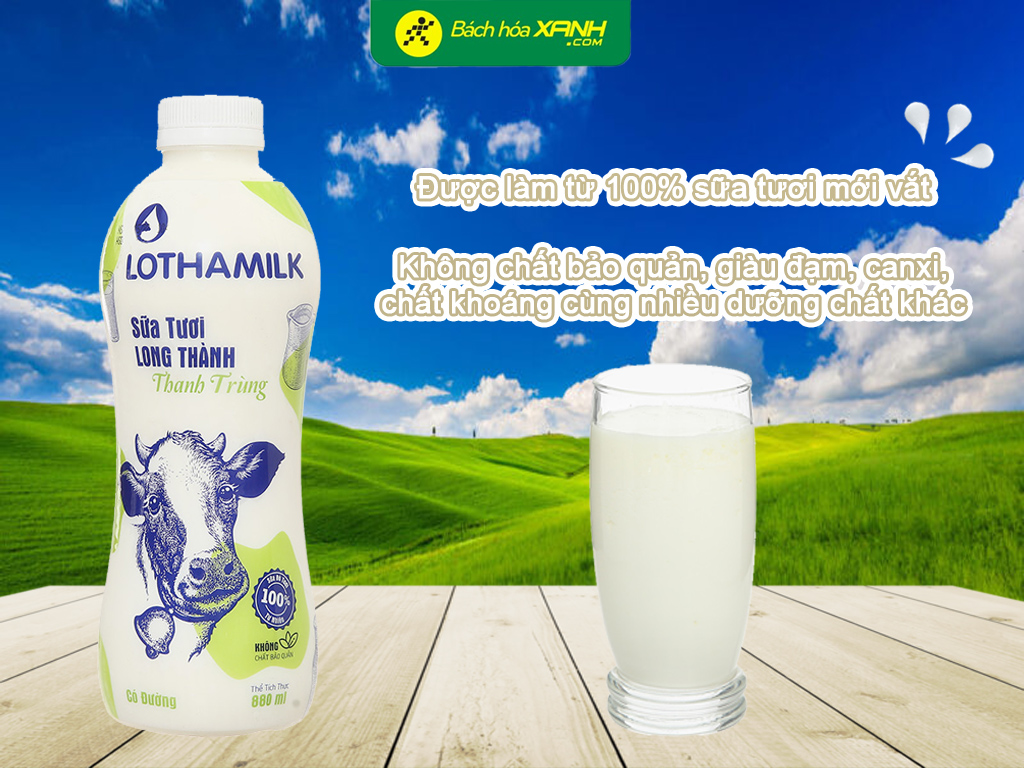 Bách hóa XANH
.COM
Được làm từ 100% sữa tươi mới vắt
Không chất bảo quản, giàu đạm, canxi,
chất khoáng cùng nhiều dưỡng chất khác
LOTHAMILK
SỮA TƯƠI
LONG THÀNH
Thanh Trùng
100%
KHÔNG
CHẤT BẢO QUẢN
Có Đường
Thể Tích Thực
880 ml